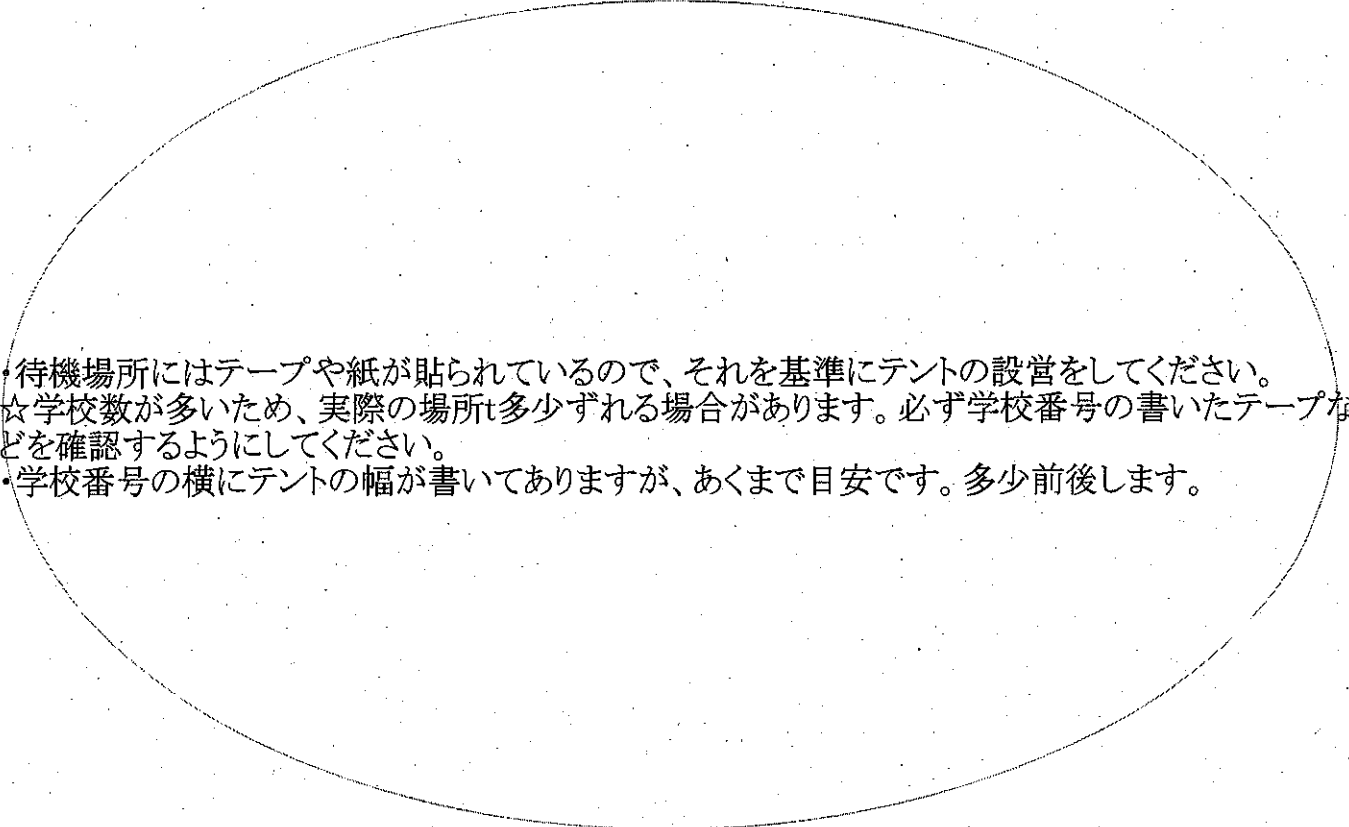 ・待機場所にはテープや紙が貼られているので、それを基準にテントの設営をしてください。
☆学校数が多いため、実際の場所t多少ずれる場合があります。必ず学校番号の書いたテープな
どを確認するようにしてください。
・学校番号の横にテントの幅が書いてありますが、あくまで目安です。多少前後します。